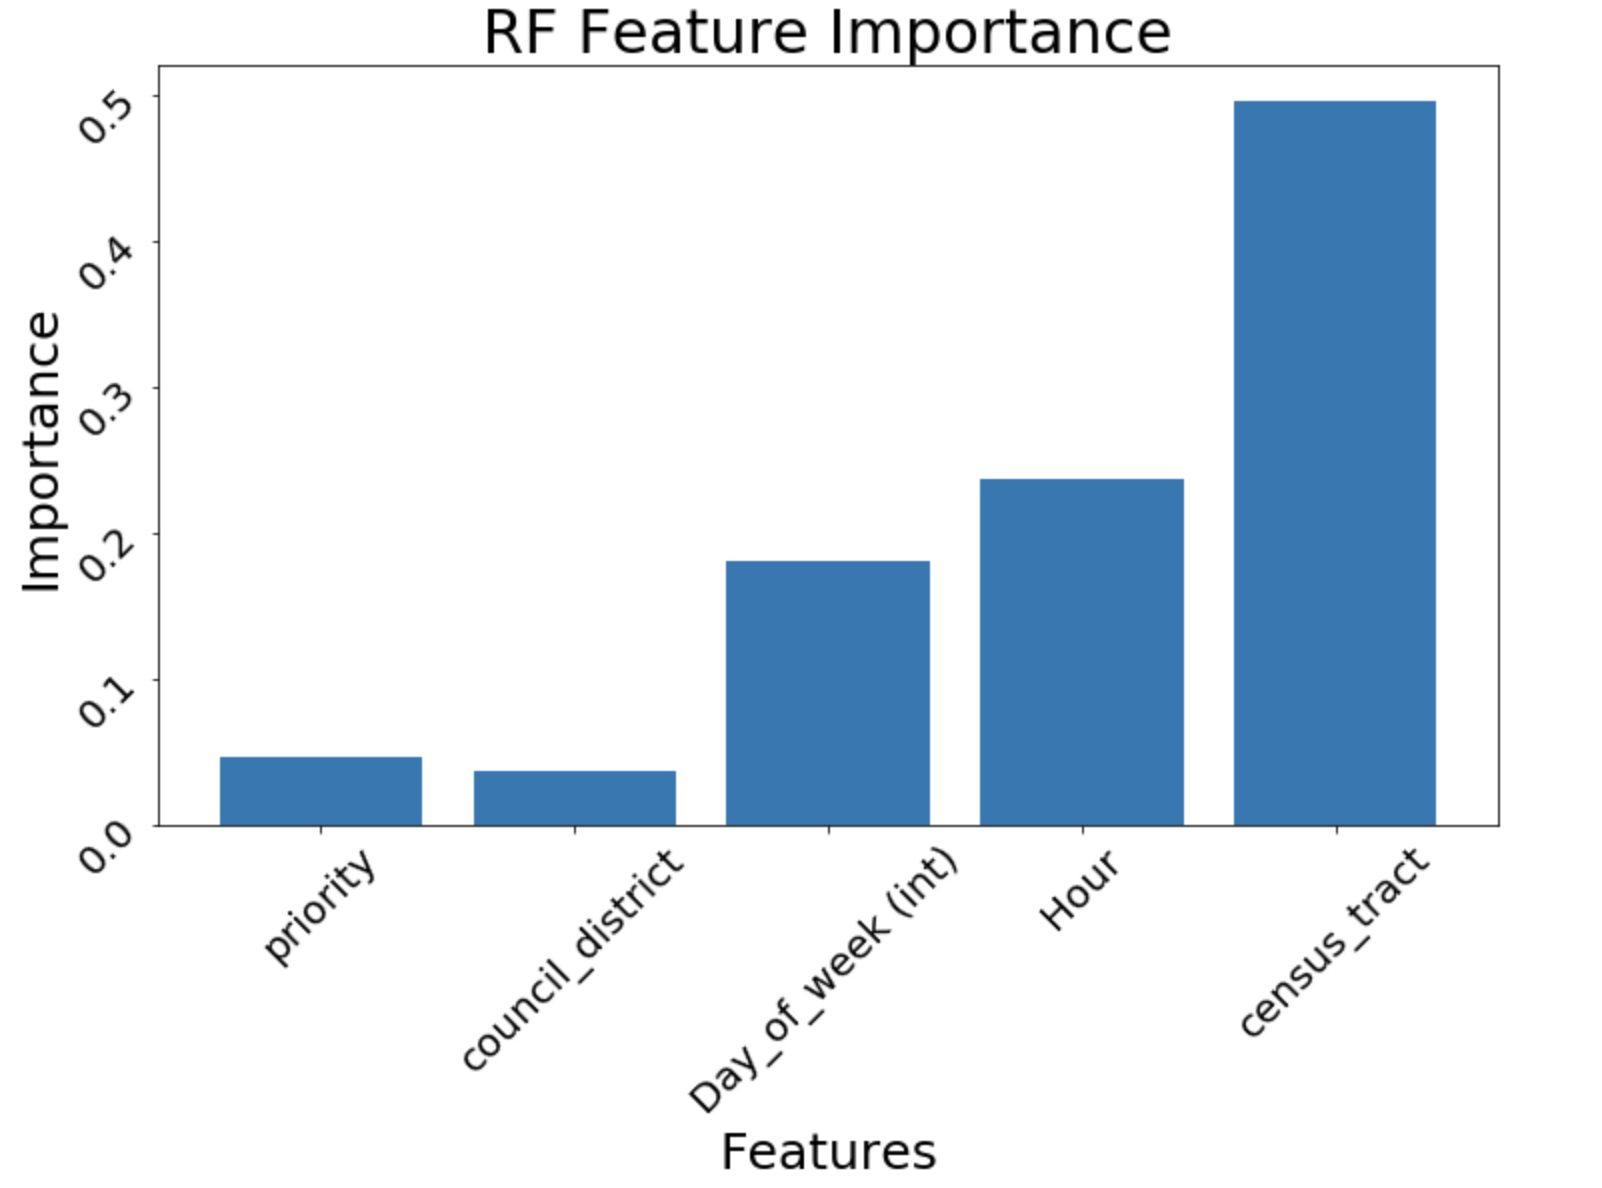 RF Feature Importance
Importance
0.5
0.4
0.3
0.2
0.1
0.0
priority
council_district
Day_of_week (int)
Hour
census_tract
Features